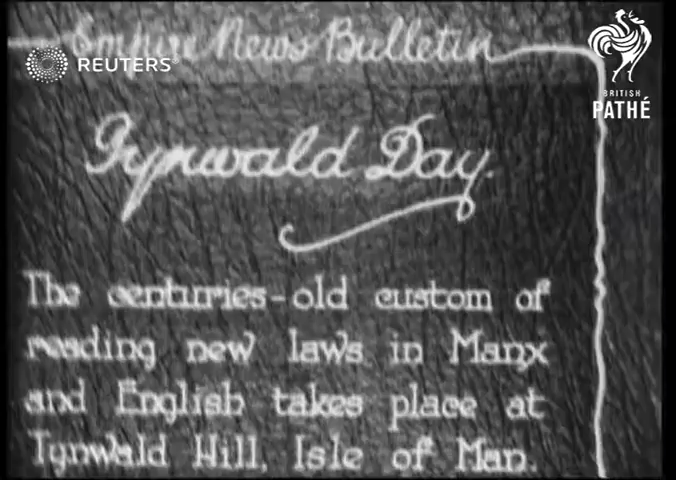 Empire News Bulletin
REUTERS
BRITISH
PATHÉ
Tynwald Day.
The centuries-old custom of
reading new laws in Manx
and English takes place at
Tynwald Hill, Isle of Man.